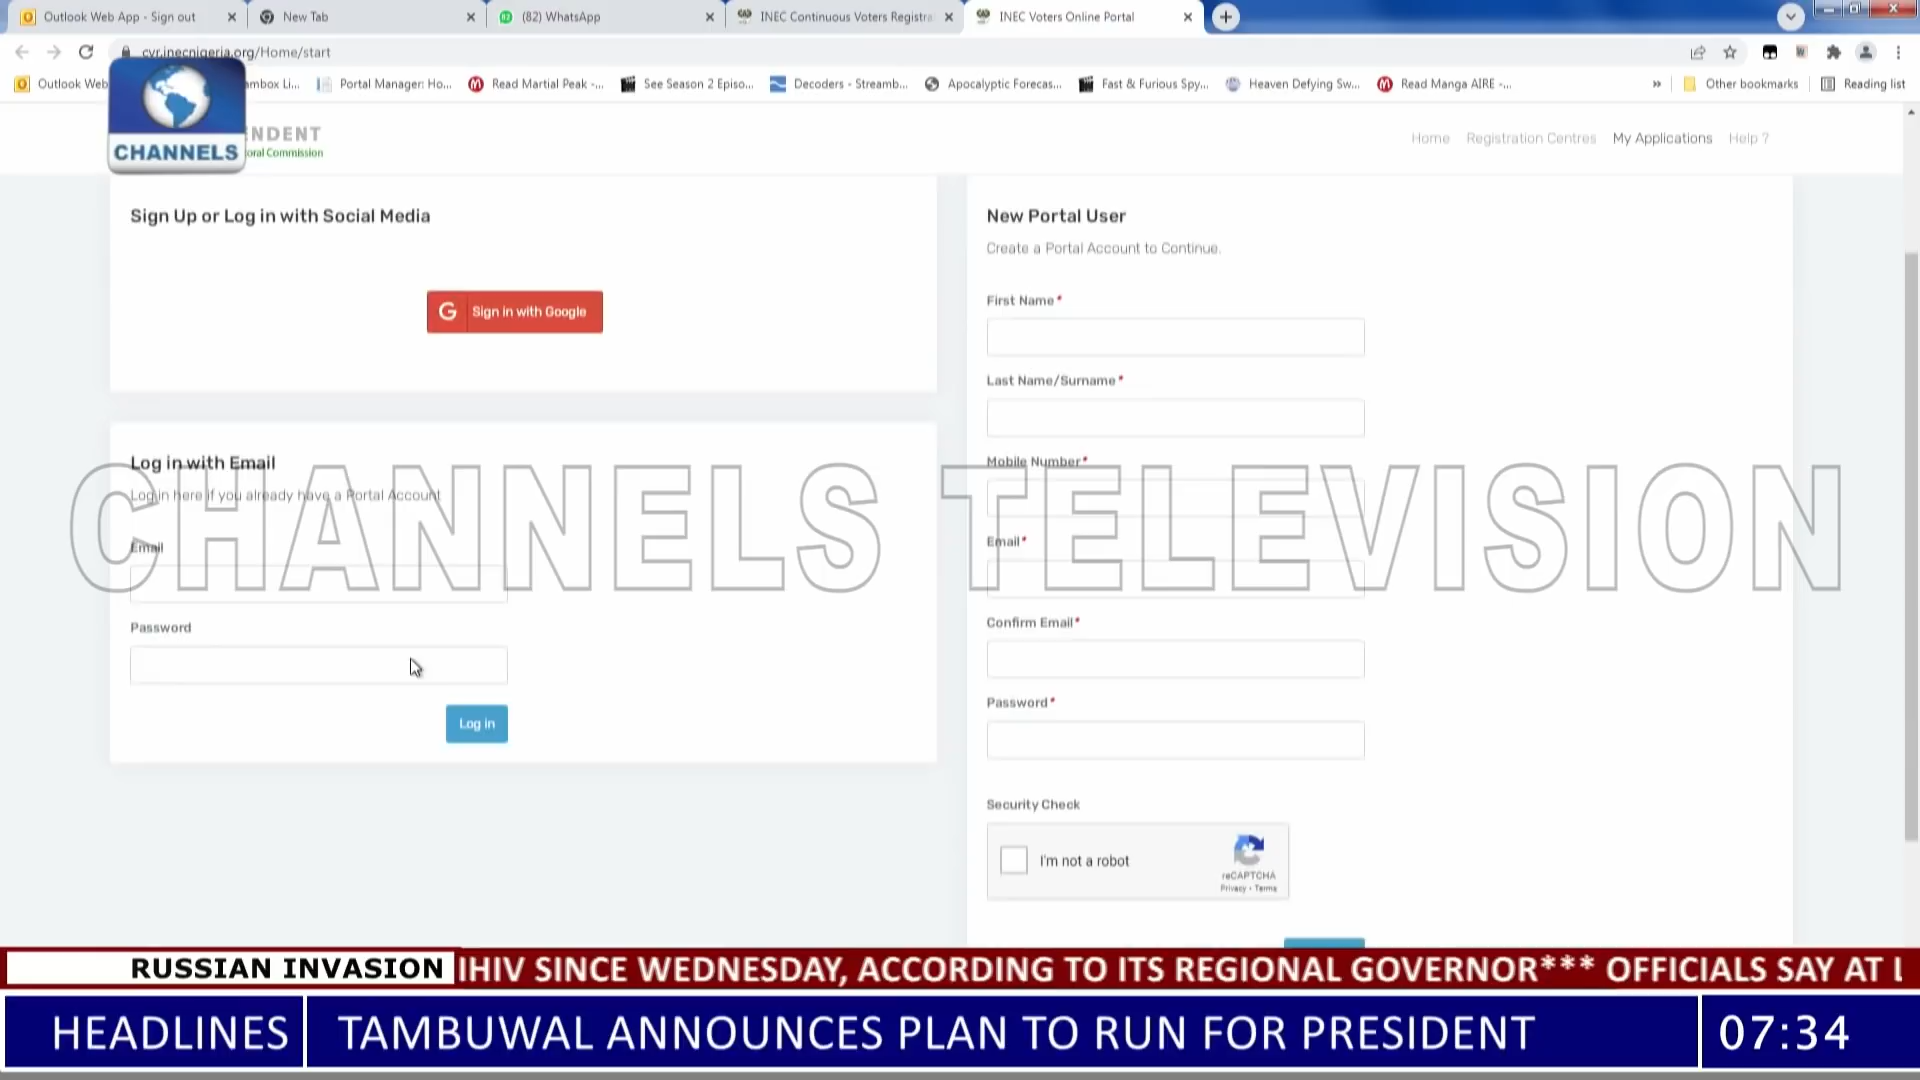 Outlook Web App - Sign out
New Tab
(82) WhatsApp
INEC Continuous Voters Registra
INEC Voters Online Portal
cvr.inecnigeria.org/Home/start
Outlook Web
mbox Li...
Portal Manager: Ho...
Read Martial Peak -...
See Season 2 Episo...
Decoders - Streamb...
Apocalyptic Forecas...
Fast & Furious Spy...
Heaven Defying Sw...
Read Manga AIRE -...
»
Other bookmarks
Reading list
CHANNELS
NDENT
oral Commission
Home
Registration Centres
My Applications
Help ?
Sign Up or Log in with Social Media
G Sign in with Google
Log in with Email
Log in here if you already have a Portal Account
Email
Password
Log in
New Portal User
Create a Portal Account to Continue.
First Name *
Last Name/Surname *
Mobile Number *
Email *
Confirm Email *
Password *
Security Check
I'm not a robot
reCAPTCHA
Privacy - Terms
CHANNELS TELEVISION
RUSSIAN INVASION
IHIV SINCE WEDNESDAY, ACCORDING TO ITS REGIONAL GOVERNOR*** OFFICIALS SAY AT L
HEADLINES
TAMBUWAL ANNOUNCES PLAN TO RUN FOR PRESIDENT
07:34